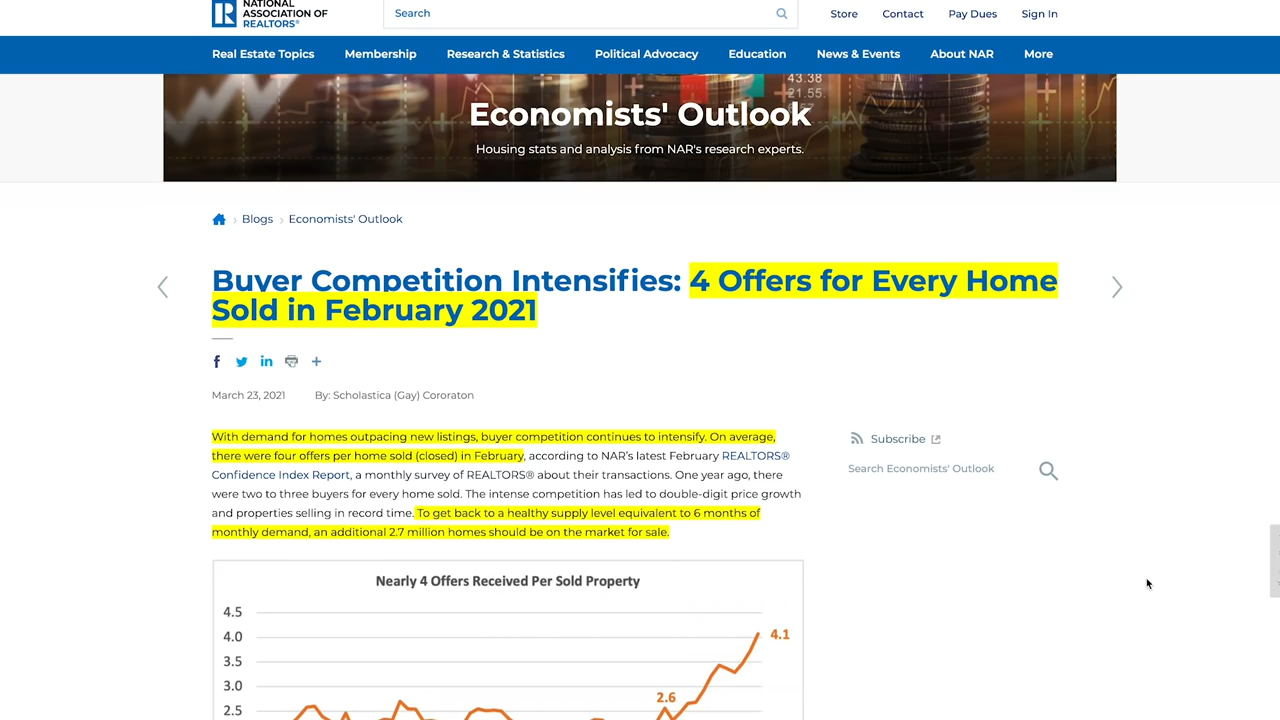 NATIONAL
ASSOCIATION OF
REALTORS®
Search
Store Contact Pay Dues Sign In
Real Estate Topics Membership Research & Statistics Political Advocacy Education News & Events About NAR More
43.38
21.55.
Economists' Outlook
Housing stats and analysis from NAR's research experts.
Blogs Economists' Outlook
Buyer Competition Intensifies: 4 Offers for Every Home
Sold in February 2021
March 23, 2021 By: Scholastica (Gay) Cororaton
With demand for homes outpacing new listings, buyer competition continues to intensify. On average,
there were four offers per home sold (closed) in February, according to NAR's latest February REALTORS®
Confidence Index Report, a monthly survey of REALTORS® about their transactions. One year ago, there
were two to three buyers for every home sold. The intense competition has led to double-digit price growth
and properties selling in record time. To get back to a healthy supply level equivalent to 6 months of
monthly demand, an additional 2.7 million homes should be on the market for sale.
Subscribe
Search Economists' Outlook
Nearly 4 Offers Received Per Sold Property
4.5
4.0
4.1
3.5
3.0
2.6
2.5